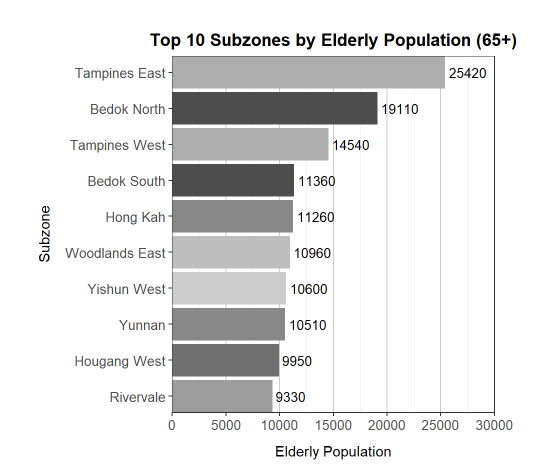 Top 10 Subzones by Elderly Population (65+)
Subzone
Tampines East 25420
Bedok North 19110
Tampines West 14540
Bedok South 11360
Hong Kah 11260
Woodlands East 10960
Yishun West 10600
Yunnan 10510
Hougang West 9950
Rivervale 9330
0 5000 10000 15000 20000 25000 30000
Elderly Population